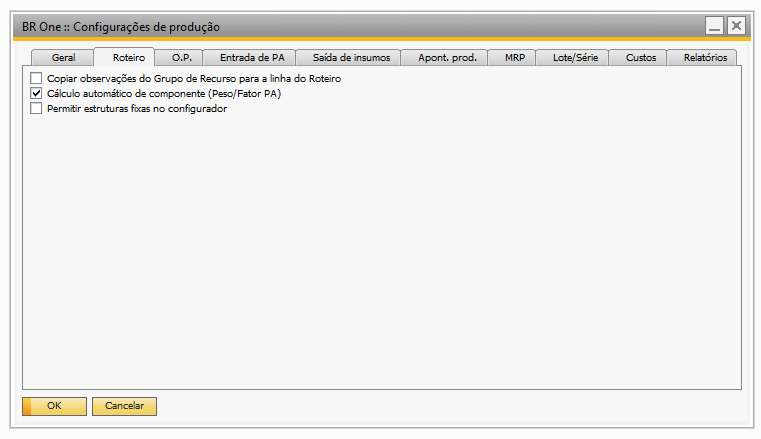 BR One :: Configurações de produção
Geral Roteiro O.P. Entrada de PA Saída de insumos Apont. prod. MRP Lote/Série Custos Relatórios
Copiar observações do Grupo de Recurso para a linha do Roteiro
Cálculo automático de componente (Peso/Fator PA)
Permitir estruturas fixas no configurador
OK Cancelar